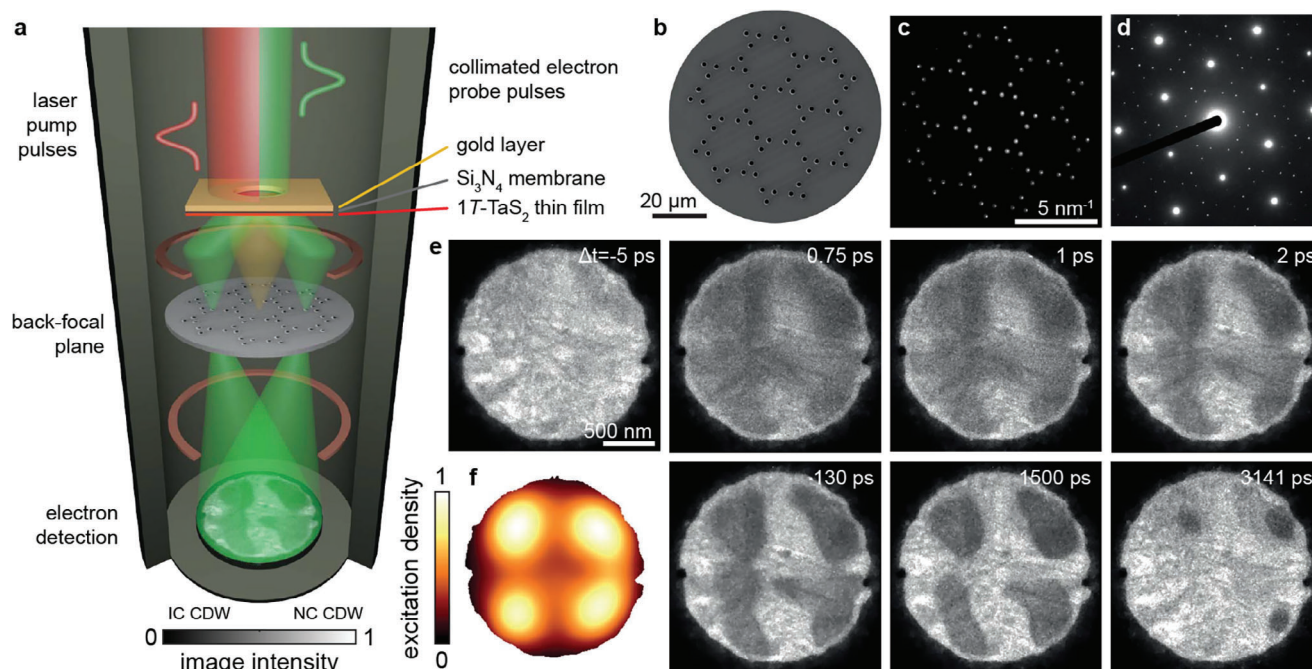 a
laser
pump
pulses
collimated electron
probe pulses
gold layer
Si₃N₄ membrane
1T-TaS₂ thin film
back-focal
plane
electron
detection
IC CDW
NC CDW
0
1
image intensity
b
20 µm
c
5 nm⁻¹
d
e
Δt=-5 ps
500 nm
0.75 ps
1 ps
2 ps
f
1
excitation density
0
130 ps
1500 ps
3141 ps